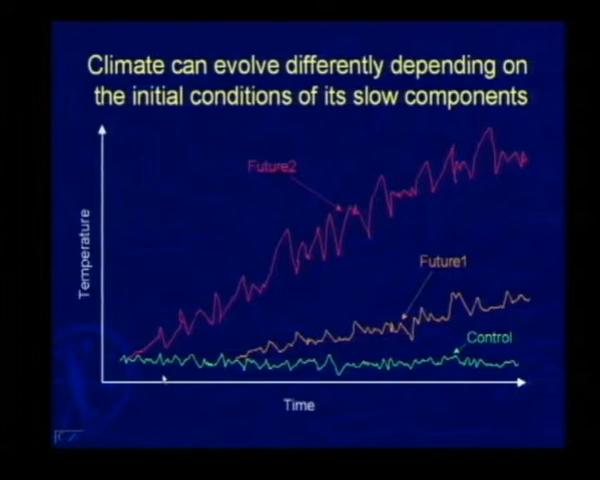 Climate can evolve differently depending on
the initial conditions of its slow components
Future2
Temperature
Future1
Control
Time